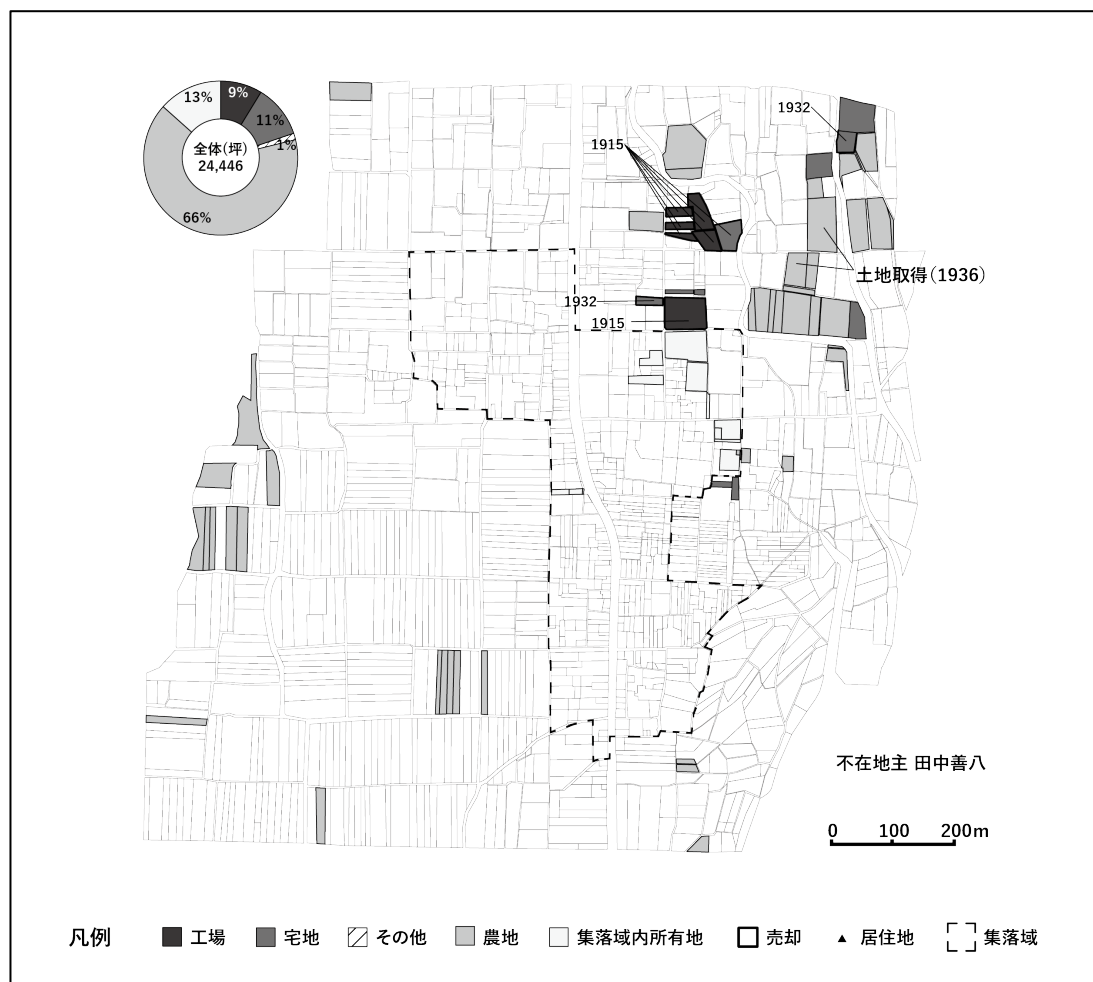 13%
9%
11%
1%
全体(坪)
24,446
66%
1932
1915
土地取得(1936)
1932
1915
不在地主 田中善八
0 100 200m
凡例 工場 宅地 その他 農地 集落域内所有地 売却 居住地 集落域